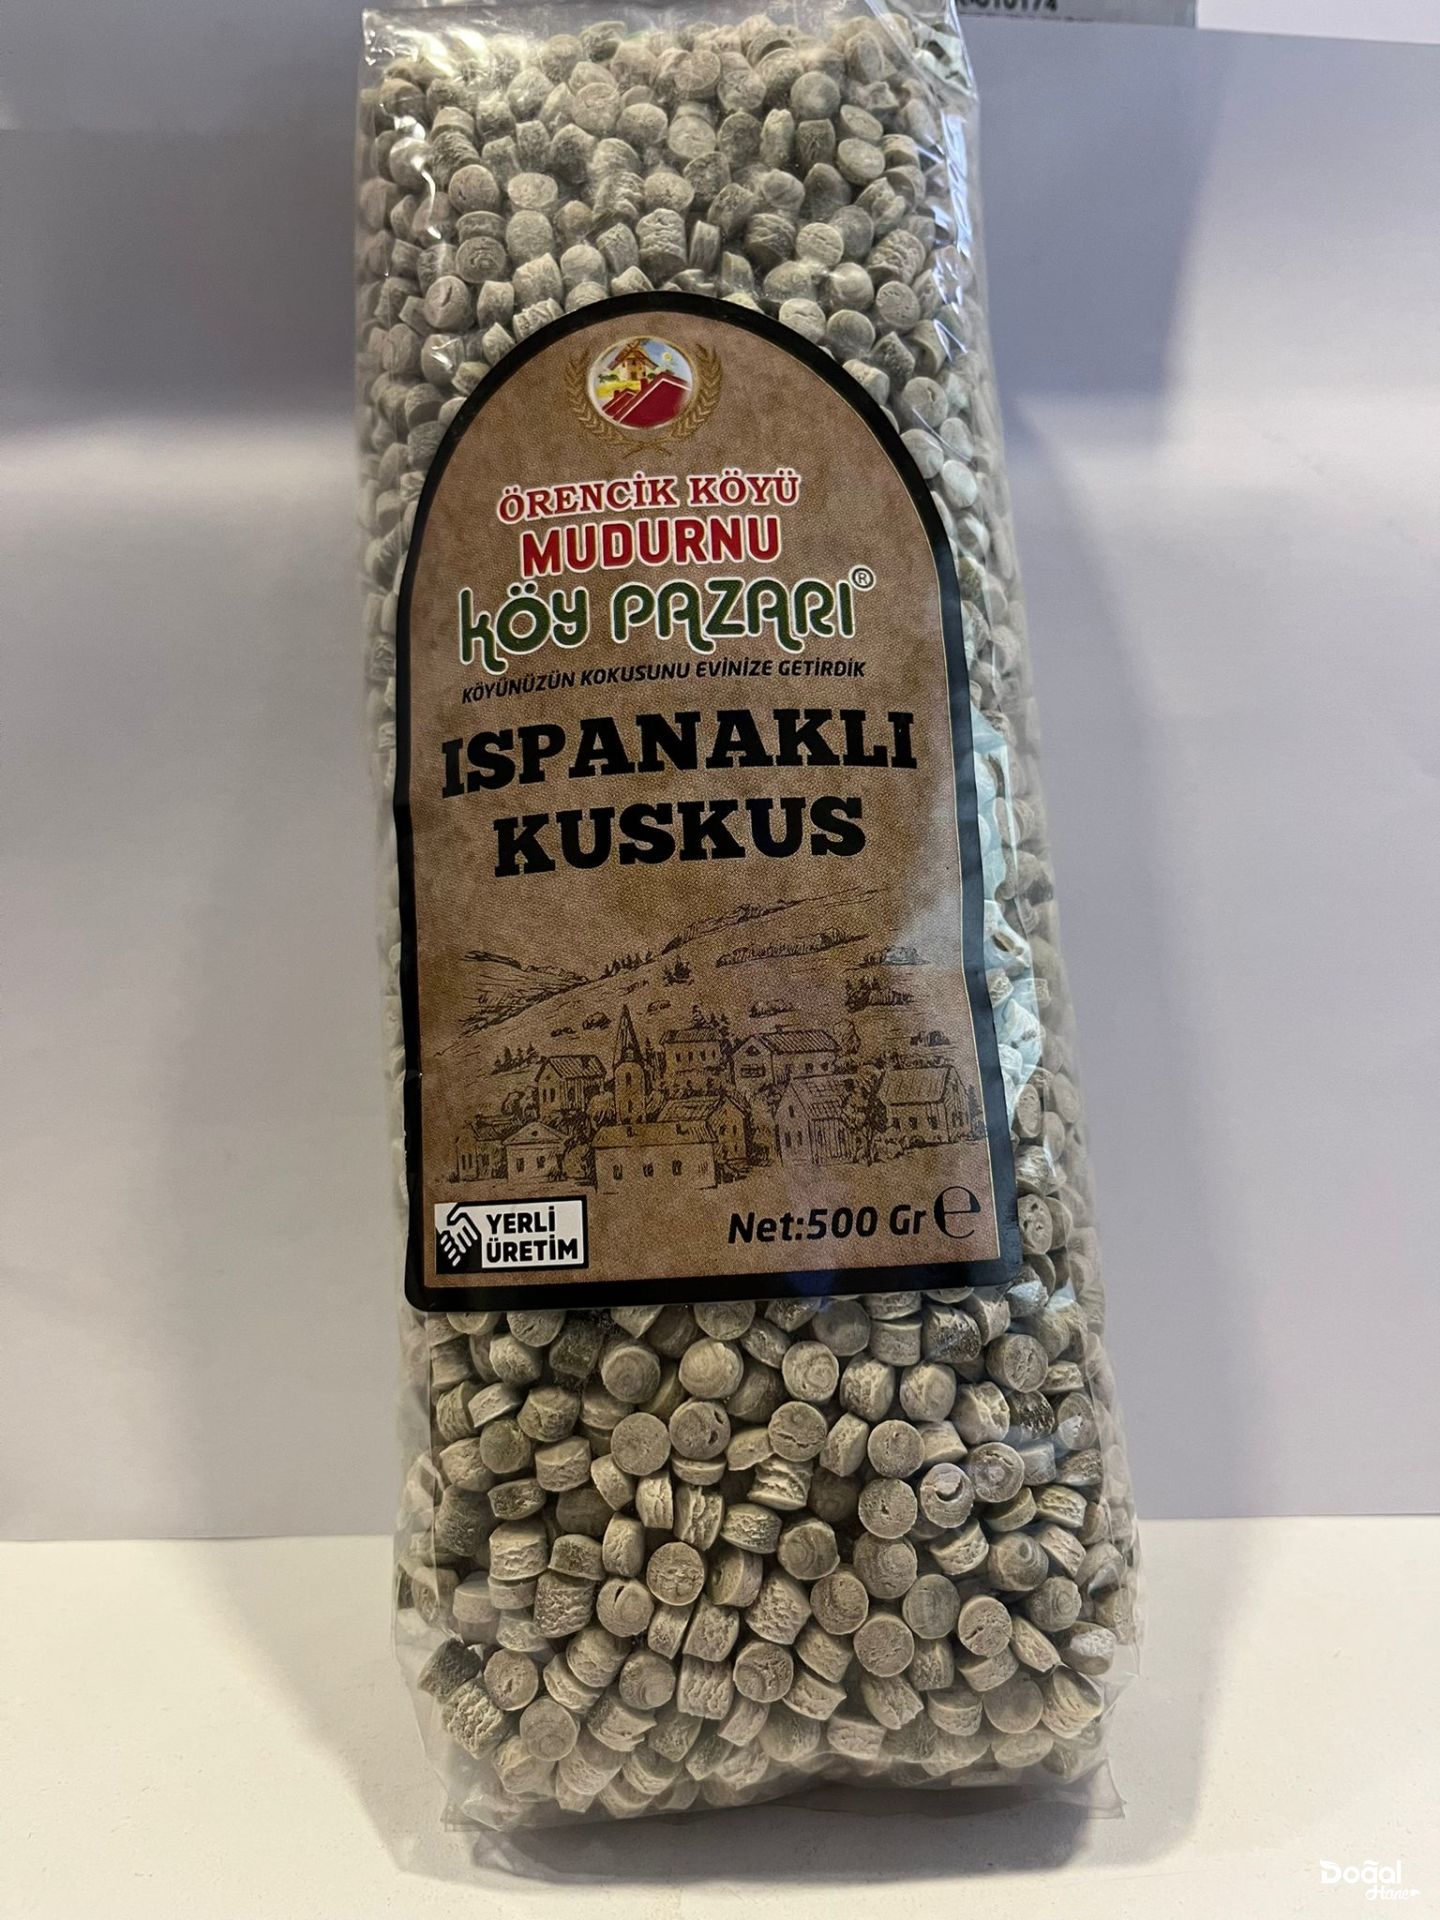 ÖRENCİK KÖYÜ
MUDURNU
KÖY PAZARI®
KÖYÜNÜZÜN KOKUSUNU EVİNİZE GETİRDİK
ISPANAKLI
KUSKUS
YERLİ
ÜRETİM
Net:500 Gr e
Doğal
Hane